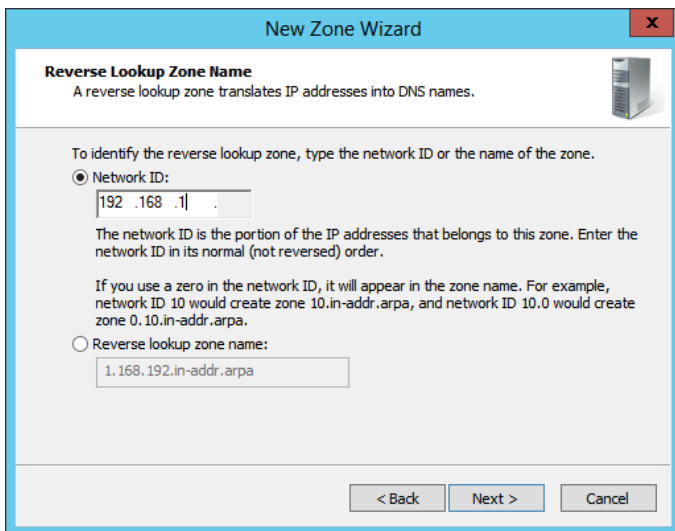 New Zone Wizard
x
Reverse Lookup Zone Name
A reverse lookup zone translates IP addresses into DNS names.
To identify the reverse lookup zone, type the network ID or the name of the zone.
Network ID:
192 .168 .1 .
The network ID is the portion of the IP addresses that belongs to this zone. Enter the
network ID in its normal (not reversed) order.
If you use a zero in the network ID, it will appear in the zone name. For example,
network ID 10 would create zone 10.in-addr.arpa, and network ID 10.0 would create
zone 0.10.in-addr.arpa.
Reverse lookup zone name:
1.168.192.in-addr.arpa
< Back Next > Cancel